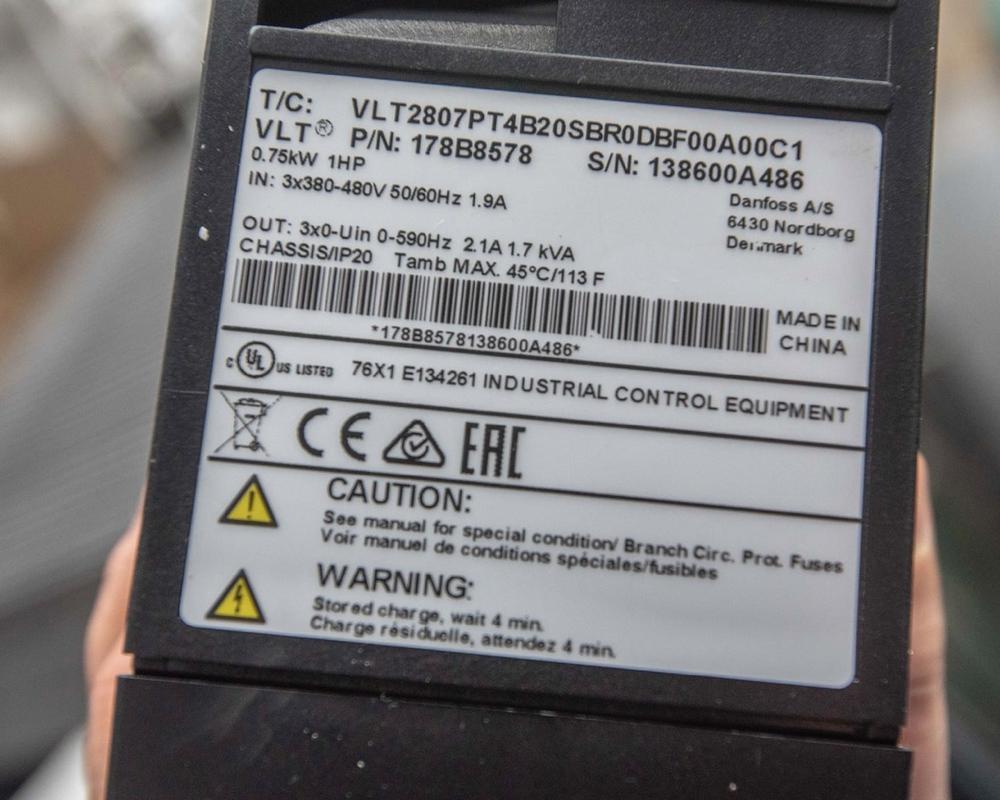 T/C: VLT2807PT4B20SBR0DBF00A00C1
VLT® P/N: 178B8578 S/N: 138600A486
0.75kW 1HP
IN: 3x380-480V 50/60Hz 1.9A
Danfoss A/S
6430 Nordborg
Denmark
OUT: 3x0-Uin 0-590Hz 2.1A 1.7 kVA
CHASSIS/IP20 Tamb MAX. 45°C/113 F
MADE IN
CHINA
*178B8578138600A486*
c UL US LISTED 76X1 E134261 INDUSTRIAL CONTROL EQUIPMENT
CE EAC
CAUTION:
See manual for special condition/ Branch Circ. Prot. Fuses
Voir manuel de conditions spéciales/fusibles
WARNING:
Stored charge, wait 4 min.
Charge résiduelle, attendez 4 min.